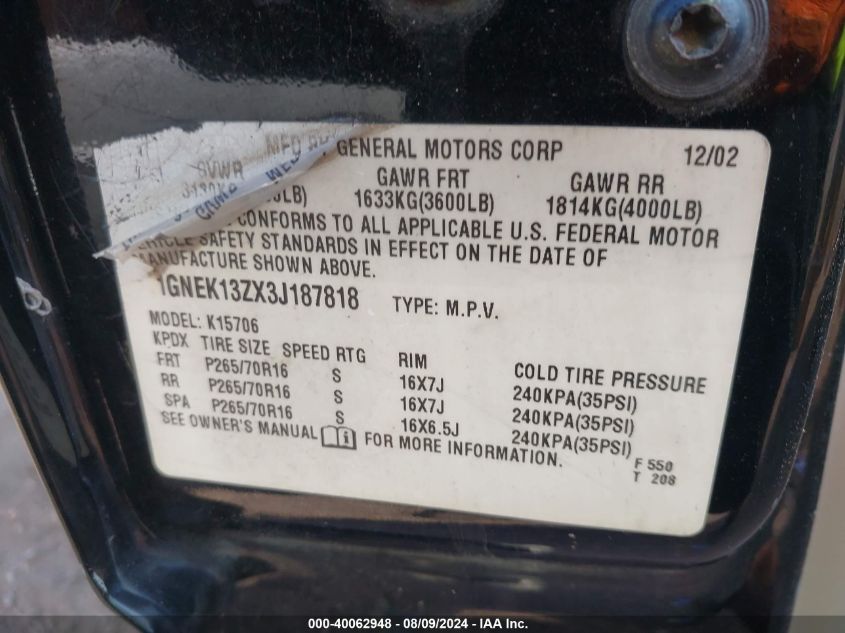 MFD GENERAL MOTORS CORP 12/02
GVWR GAWR FRT GAWR RR
LB) 1633KG(3600LB) 1814KG(4000LB)
CONFORMS TO ALL APPLICABLE U.S. FEDERAL MOTOR
VEHICLE SAFETY STANDARDS IN EFFECT ON THE DATE OF
MANUFACTURE SHOWN ABOVE.
1GNEK13ZX3J187818 TYPE: M.P.V.
MODEL: K15706
KPDX TIRE SIZE SPEED RTG RIM COLD TIRE PRESSURE
FRT P265/70R16 S 16X7J 240KPA(35PSI)
RR P265/70R16 S 16X7J 240KPA(35PSI)
SPA P265/70R16 S 16X6.5J 240KPA(35PSI)
SEE OWNER'S MANUAL FOR MORE INFORMATION.
F 550
T 208
000-40062948 - 08/09/2024 - IAA Inc.